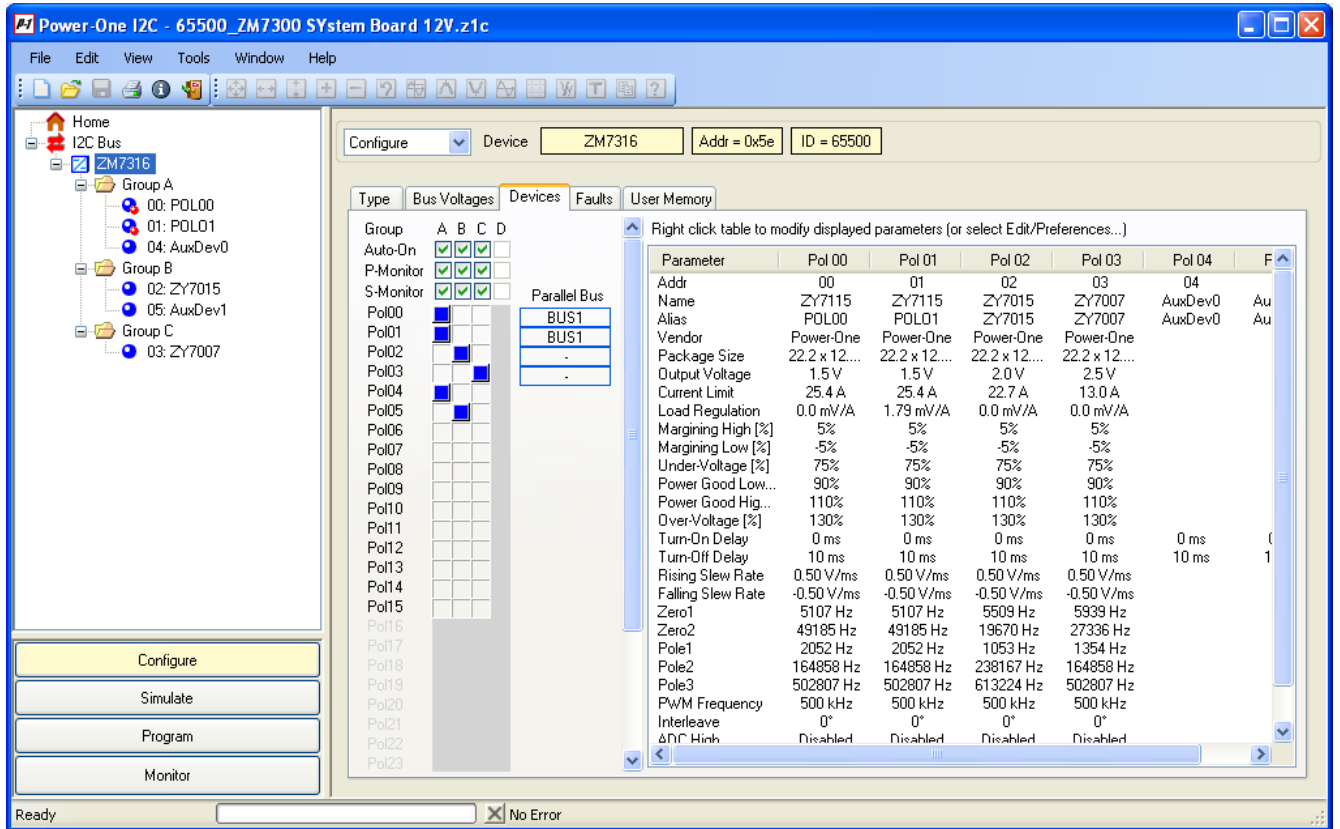 Power-One I2C - 65500_ZM7300 SYstem Board 12V.z1c
File Edit View Tools Window Help
Home
I2C Bus
ZM7316
Group A
00: POL00
01: POL01
04: AuxDev0
Group B
02: ZY7015
05: AuxDev1
Group C
03: ZY7007
Configure
Simulate
Program
Monitor
Configure Device ZM7316 Addr = 0x5e ID = 65500
Type Bus Voltages Devices Faults User Memory
Group A B C D
Auto-On
P-Monitor
S-Monitor Parallel Bus
Pol00 BUS1
Pol01 BUS1
Pol02 -
Pol03 -
Pol04
Pol05
Pol06
Pol07
Pol08
Pol09
Pol10
Pol11
Pol12
Pol13
Pol14
Pol15
Pol16
Pol17
Pol18
Pol19
Pol20
Pol21
Pol22
Pol23
Right click table to modify displayed parameters (or select Edit/Preferences...)
Parameter Pol 00 Pol 01 Pol 02 Pol 03 Pol 04
Addr 00 01 02 03 04
Name ZY7115 ZY7115 ZY7015 ZY7007 AuxDev0 Au
Alias POL00 POL01 ZY7015 ZY7007 AuxDev0 Au
Vendor Power-One Power-One Power-One Power-One
Package Size 22.2 x 12.... 22.2 x 12.... 22.2 x 12.... 22.2 x 12....
Output Voltage 1.5 V 1.5 V 2.0 V 2.5 V
Current Limit 25.4 A 25.4 A 22.7 A 13.0 A
Load Regulation 0.0 mV/A 1.79 mV/A 0.0 mV/A 0.0 mV/A
Margining High [%] 5% 5% 5% 5%
Margining Low [%] -5% -5% -5% -5%
Under-Voltage [%] 75% 75% 75% 75%
Power Good Low... 90% 90% 90% 90%
Power Good Hig... 110% 110% 110% 110%
Over-Voltage [%] 130% 130% 130% 130%
Turn-On Delay 0 ms 0 ms 0 ms 0 ms 0 ms
Turn-Off Delay 10 ms 10 ms 10 ms 10 ms 10 ms 1
Rising Slew Rate 0.50 V/ms 0.50 V/ms 0.50 V/ms 0.50 V/ms
Falling Slew Rate -0.50 V/ms -0.50 V/ms -0.50 V/ms -0.50 V/ms
Zero1 5107 Hz 5107 Hz 5509 Hz 5939 Hz
Zero2 49185 Hz 49185 Hz 19670 Hz 27336 Hz
Pole1 2052 Hz 2052 Hz 1053 Hz 1354 Hz
Pole2 164858 Hz 164858 Hz 238167 Hz 164858 Hz
Pole3 502807 Hz 502807 Hz 613224 Hz 502807 Hz
PWM Frequency 500 kHz 500 kHz 500 kHz 500 kHz
Interleave 0° 0° 0° 0°
ADC High Disabled Disabled Disabled Disabled
Ready No Error